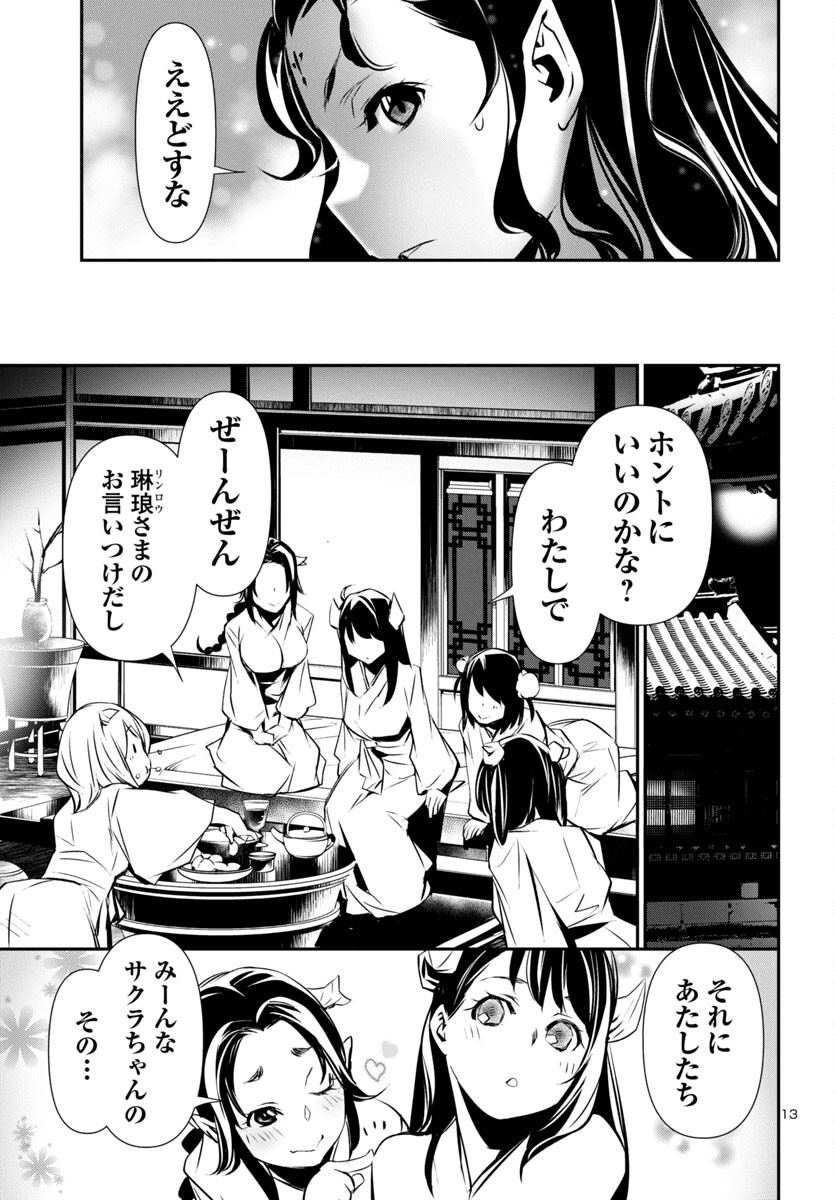 ええどすな
ホントに
いいのかな?
わたしで
ぜーんぜん
琳琅さまの
リンロウ
お言いつけだし
それに
あたしたち
みーんな
サクラちゃんの
その…
13